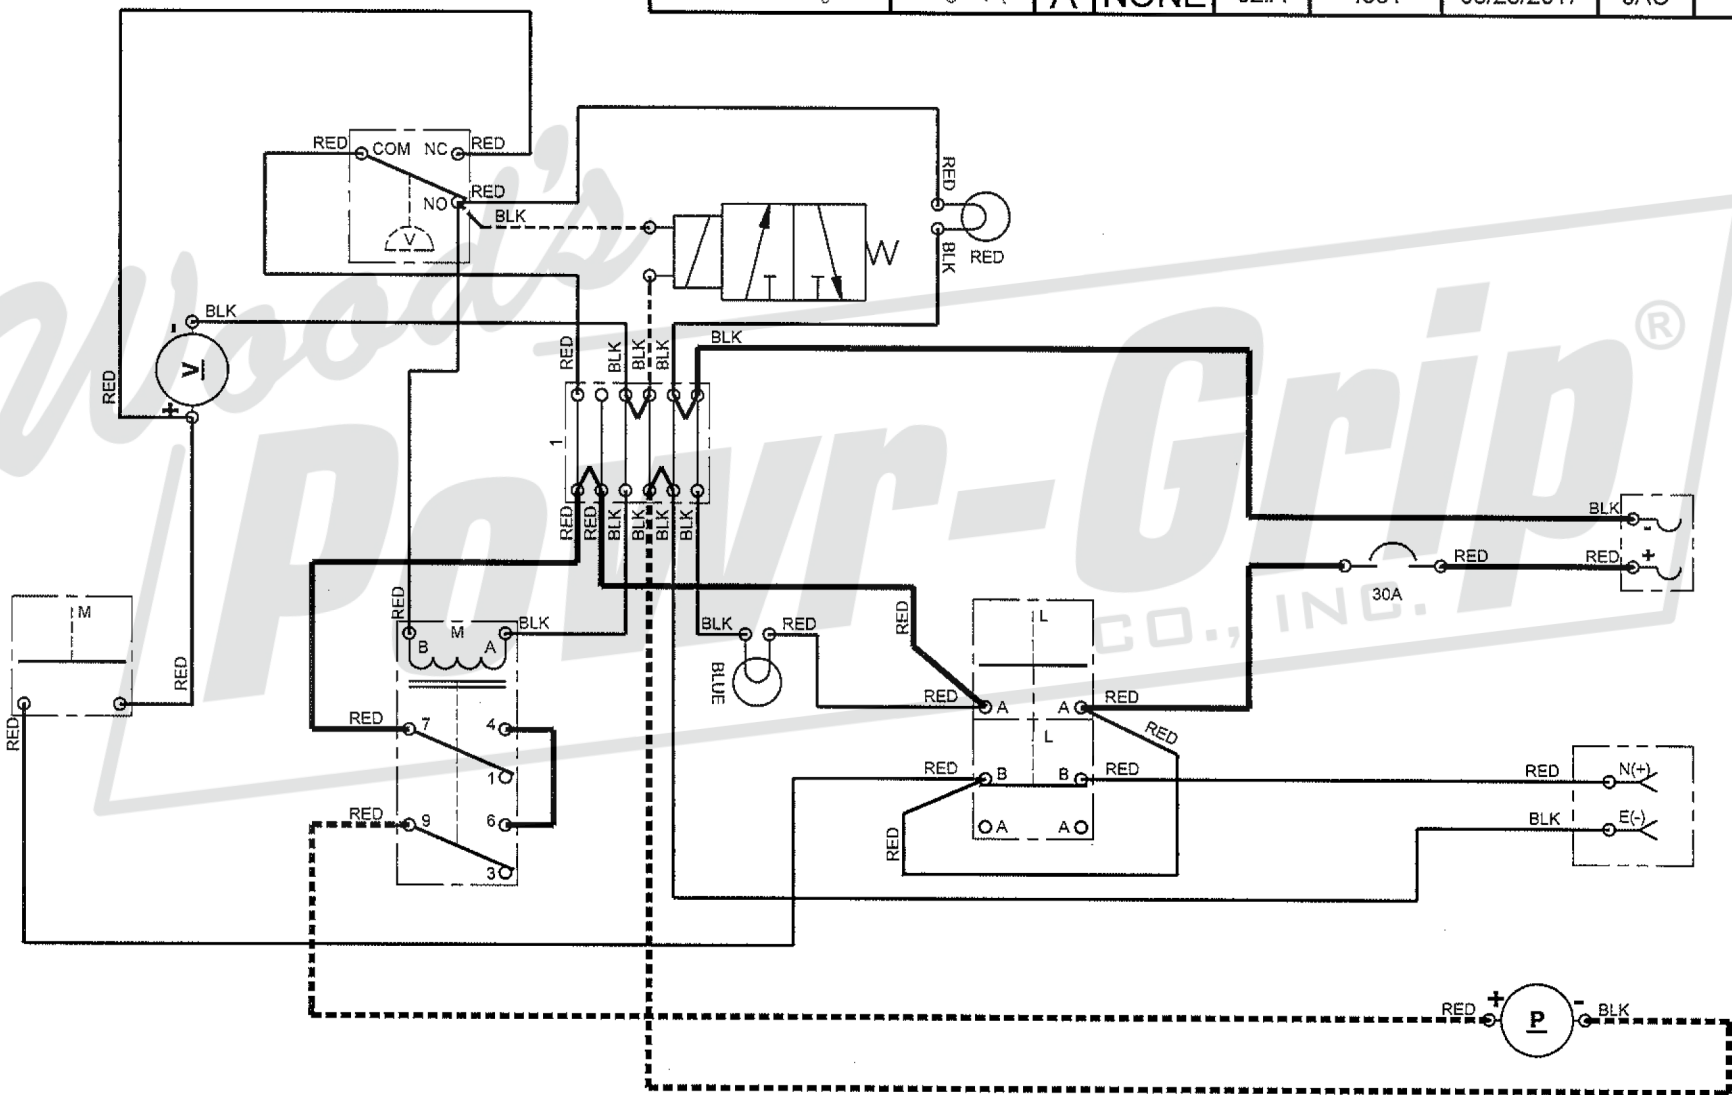 A NONE
RED COM NC RED
RED
NO
BLK
V
RED
BLK
RED
- BLK
V
+
RED
RED
BLK
BLK
BLK
BLK
1
RED
RED
BLK
BLK
BLK
BLK
BLK
-
RED + RED
30A
M
RED
RED
RED
B M A BLK
BLK RED
BLUE
RED
L
RED A A RED
RED
L
RED 7 4
1
RED B B RED
RED N(+)
RED 9 6
3
RED
A A
BLK E(-)
RED + P - BLK
Wood's
Powr-Grip®
CO., INC.